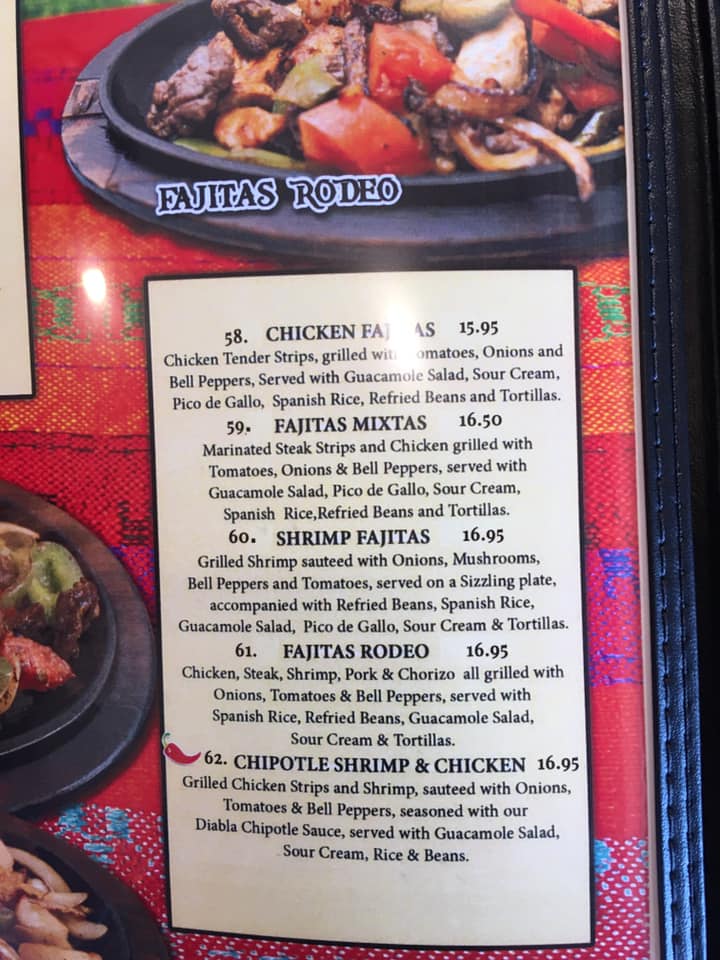 FAJITAS RODEO
58. CHICKEN FAJ AS 15.95
Chicken Tender Strips, grilled wit omatoes, Onions and
Bell Peppers, Served with Guacamole Salad, Sour Cream,
Pico de Gallo, Spanish Rice, Refried Beans and Tortillas.
59. FAJITAS MIXTAS 16.50
Marinated Steak Strips and Chicken grilled with
Tomatoes, Onions & Bell Peppers, served with
Guacamole Salad, Pico de Gallo, Sour Cream,
Spanish Rice,Refried Beans and Tortillas.
60. SHRIMP FAJITAS 16.95
Grilled Shrimp sauteed with Onions, Mushrooms,
Bell Peppers and Tomatoes, served on a Sizzling plate,
accompanied with Refried Beans, Spanish Rice,
Guacamole Salad, Pico de Gallo, Sour Cream & Tortillas.
61. FAJITAS RODEO 16.95
Chicken, Steak, Shrimp, Pork & Chorizo all grilled with
Onions, Tomatoes & Bell Peppers, served with
Spanish Rice, Refried Beans, Guacamole Salad,
Sour Cream & Tortillas.
62. CHIPOTLE SHRIMP & CHICKEN 16.95
Grilled Chicken Strips and Shrimp, sauteed with Onions,
Tomatoes & Bell Peppers, seasoned with our
Diabla Chipotle Sauce, served with Guacamole Salad,
Sour Cream, Rice & Beans.